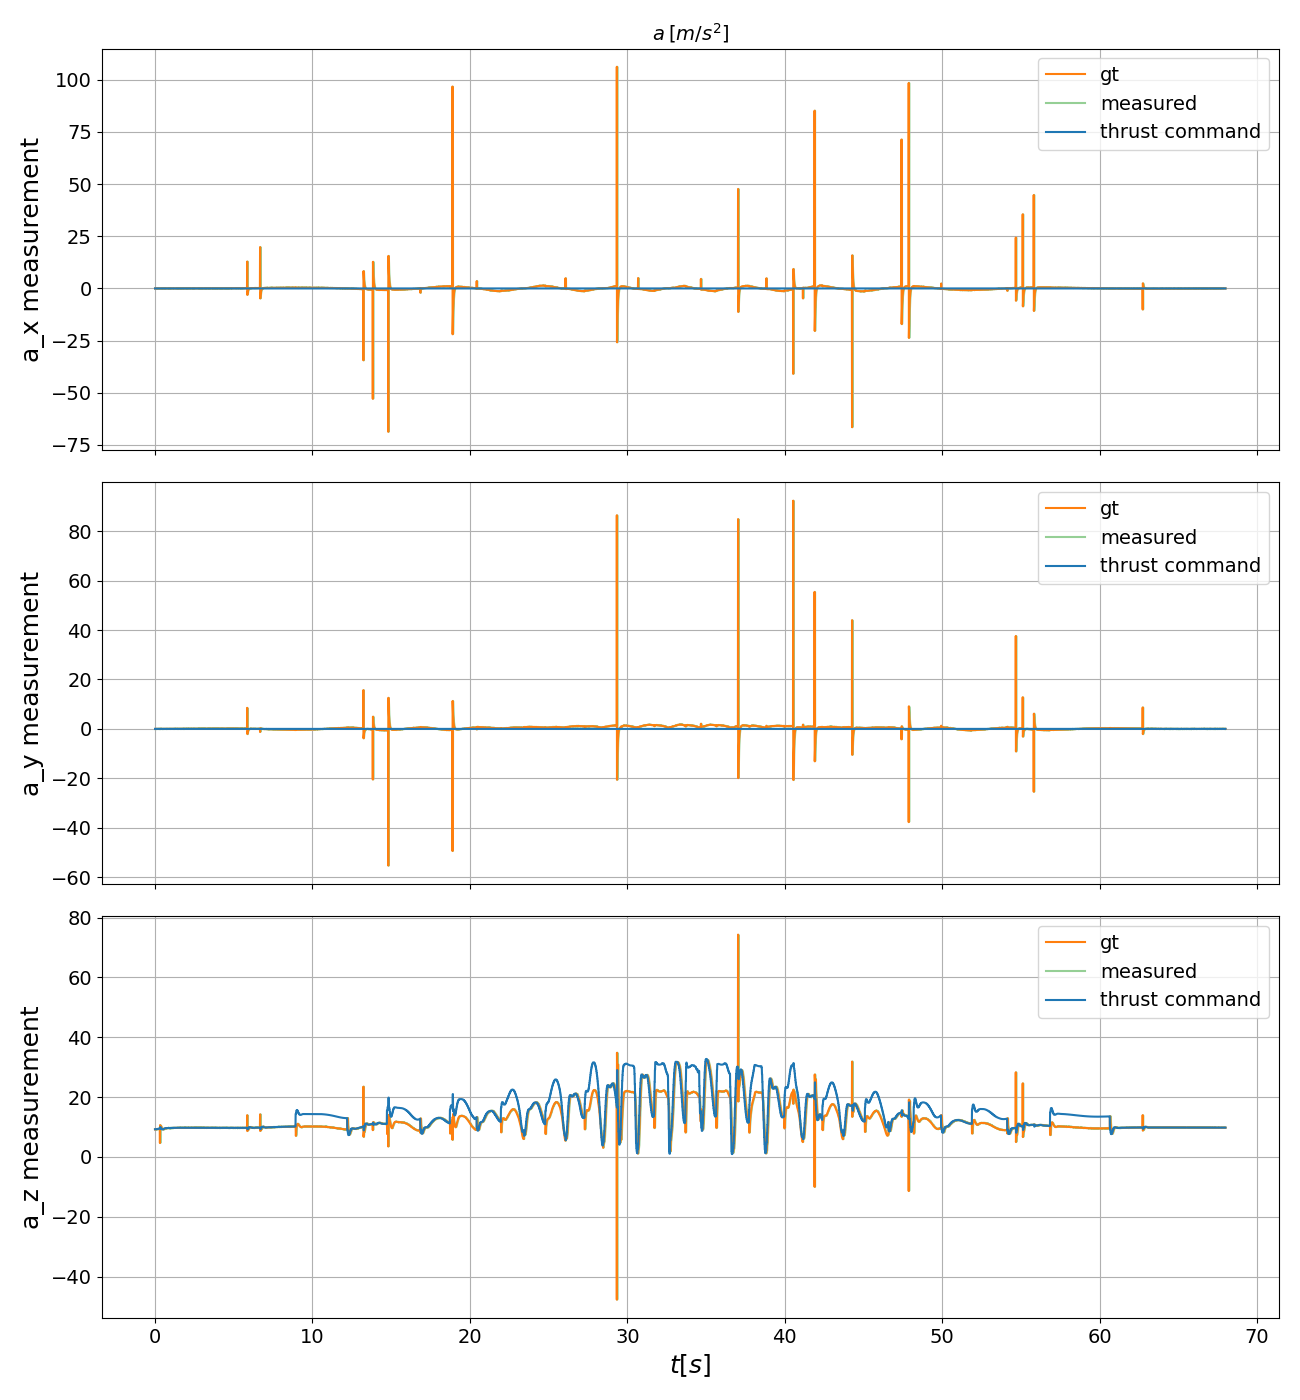 a [m/s²]
100
75
50
25
0
−25
−50
−75
a_x measurement
gt
measured
thrust command
80
60
40
20
0
−20
−40
−60
a_y measurement
gt
measured
thrust command
80
60
40
20
0
−20
−40
a_z measurement
gt
measured
thrust command
0 10 20 30 40 50 60 70
t[s]